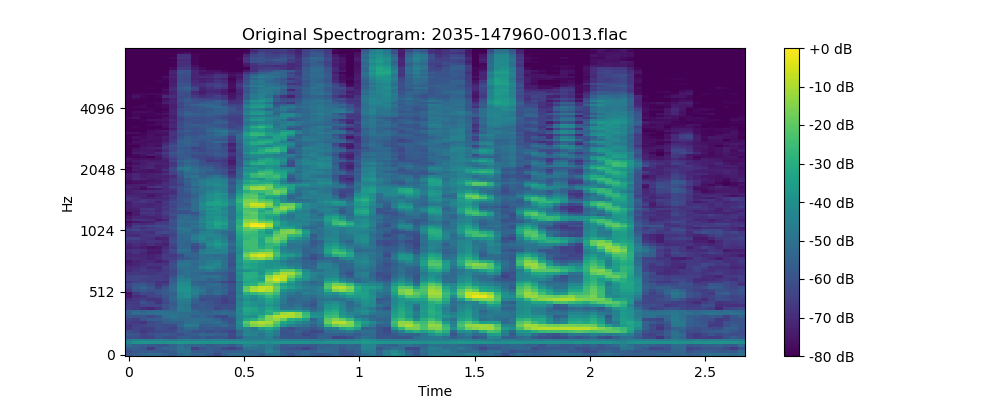 Original Spectrogram: 2035-147960-0013.flac
Hz
4096
2048
1024
512
0
0
0.5
1
1.5
2
2.5
Time
+0 dB
-10 dB
-20 dB
-30 dB
-40 dB
-50 dB
-60 dB
-70 dB
-80 dB